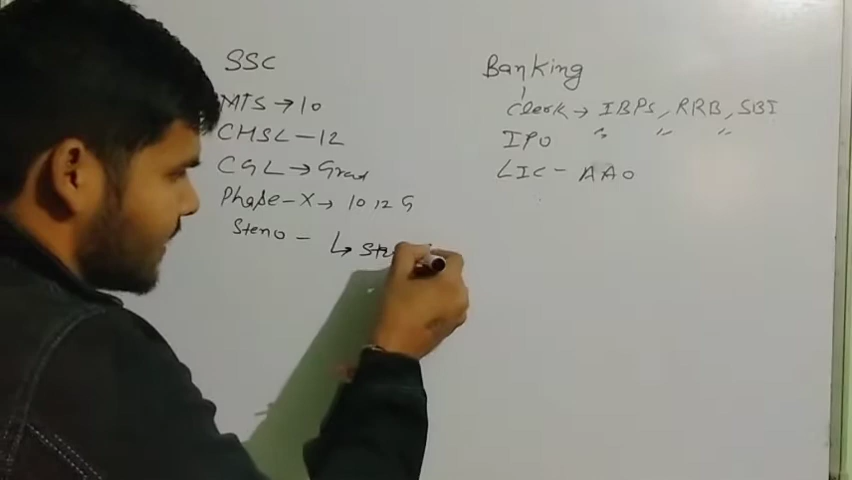 SSC
MTS → 10
CHSL - 12
CGL → Grad
Phase - X → 10 12 G
Steno -
Banking
Clerk → IBPS, RRB, SBI
IPO " " "
LIC - AAO